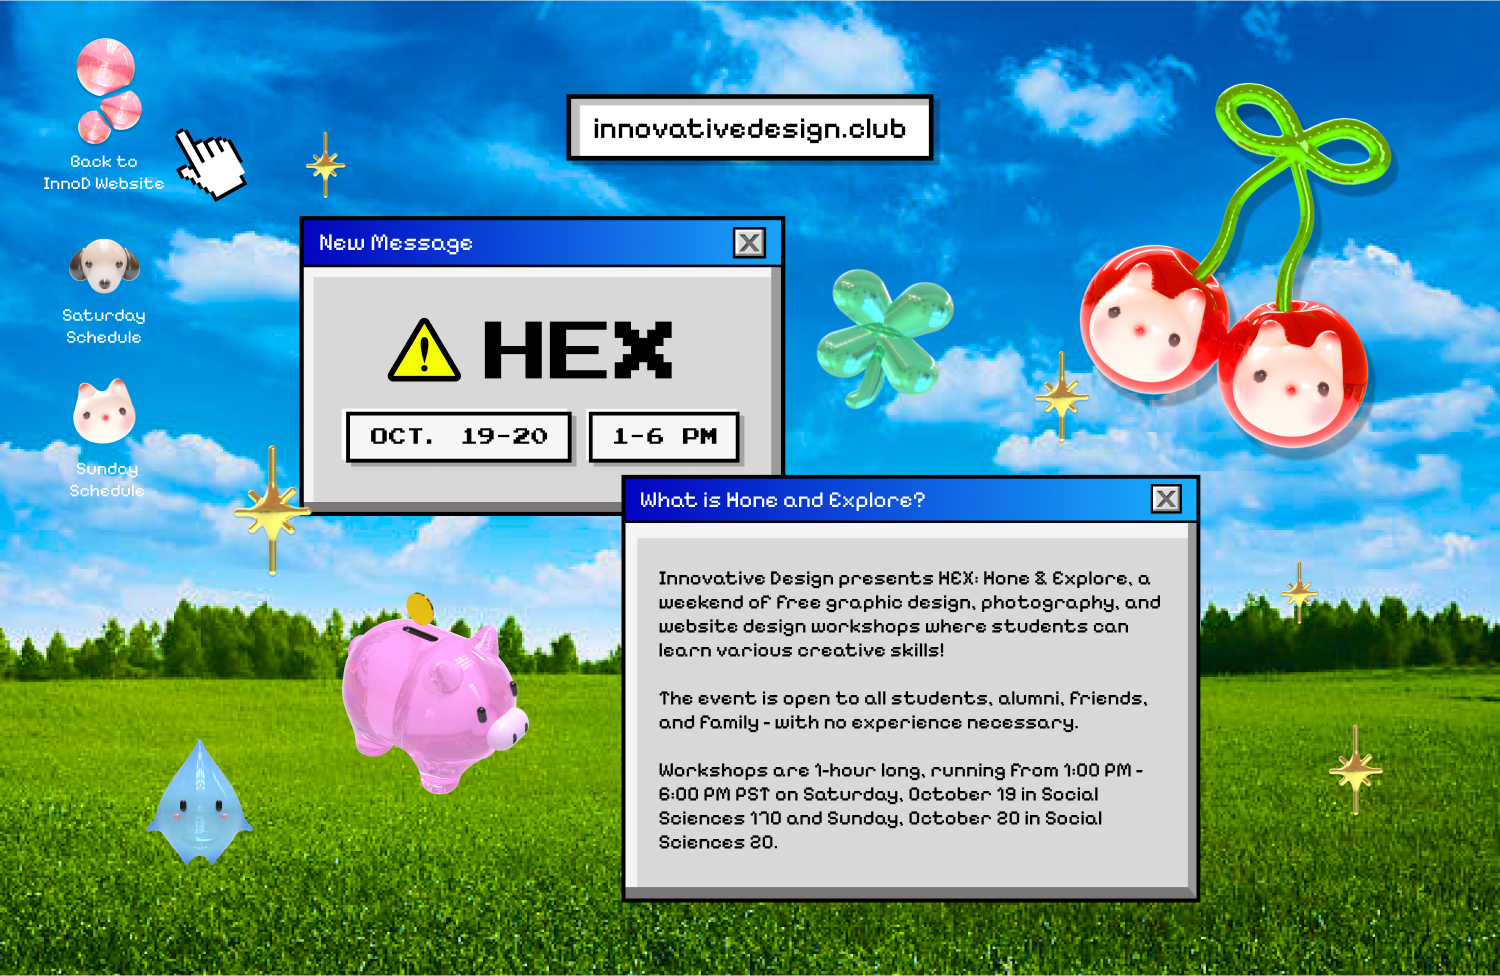 innovativedesign.club
Back to
InnoD Website
Saturday
Schedule
Sunday
Schedule
New Message
HEX
OCT. 19-20
1-6 PM
What is Hone and Explore?
Innovative Design presents HEX: Hone & Explore, a
weekend of free graphic design, photography, and
website design workshops where students can
learn various creative skills!
The event is open to all students, alumni, friends,
and family - with no experience necessary.
Workshops are 1-hour long, running from 1:00 PM -
6:00 PM PST on Saturday, October 19 in Social
Sciences 170 and Sunday, October 20 in Social
Sciences 20.